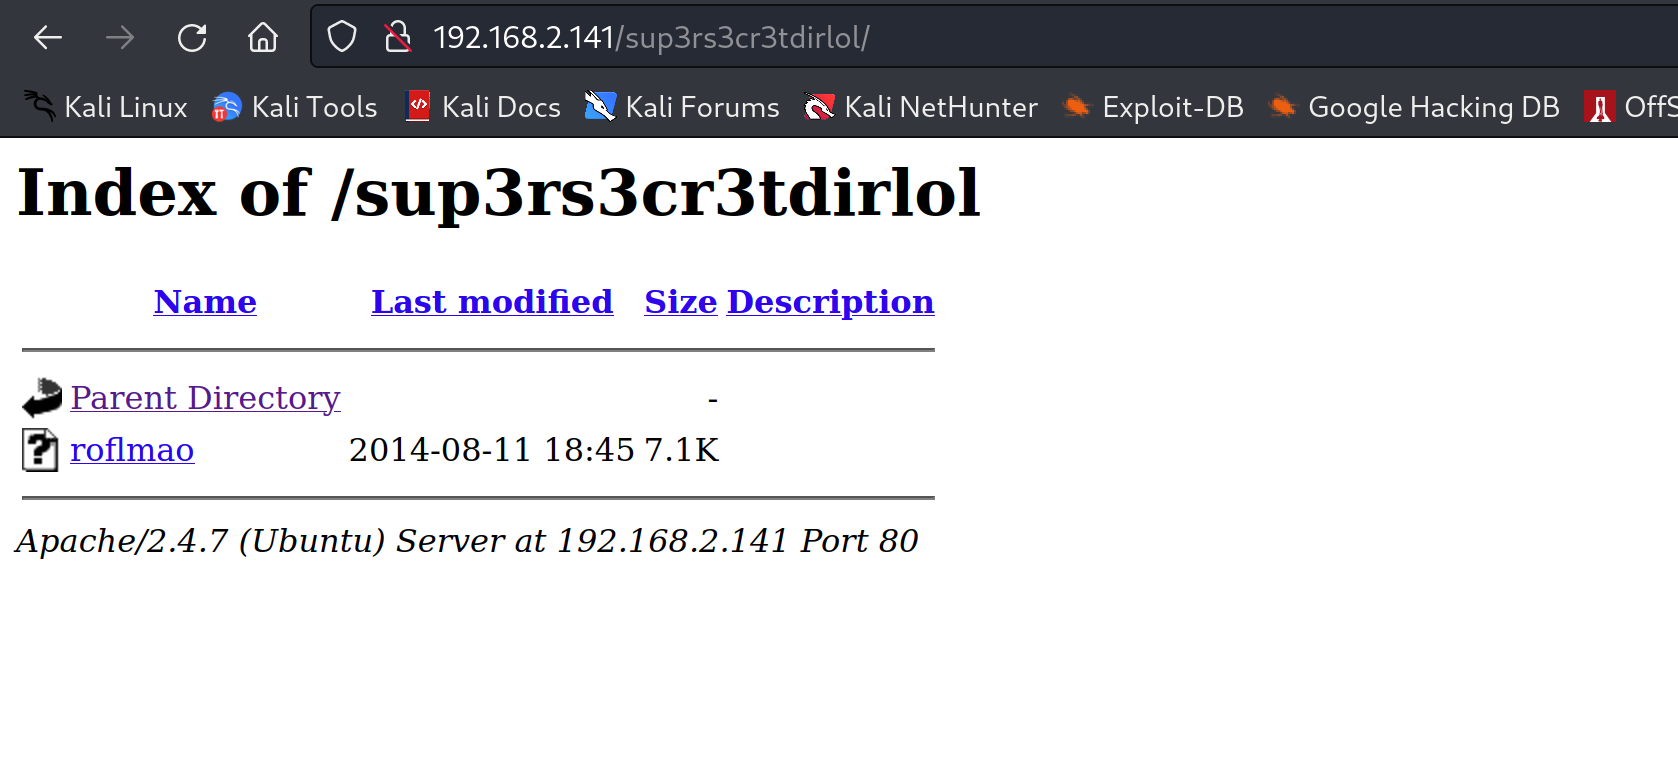 192.168.2.141/sup3rs3cr3tdirlol/
Kali Linux Kali Tools Kali Docs Kali Forums Kali NetHunter Exploit-DB Google Hacking DB OffS
Index of /sup3rs3cr3tdirlol
Name Last modified Size Description
Parent Directory -
roflmao 2014-08-11 18:45 7.1K
Apache/2.4.7 (Ubuntu) Server at 192.168.2.141 Port 80